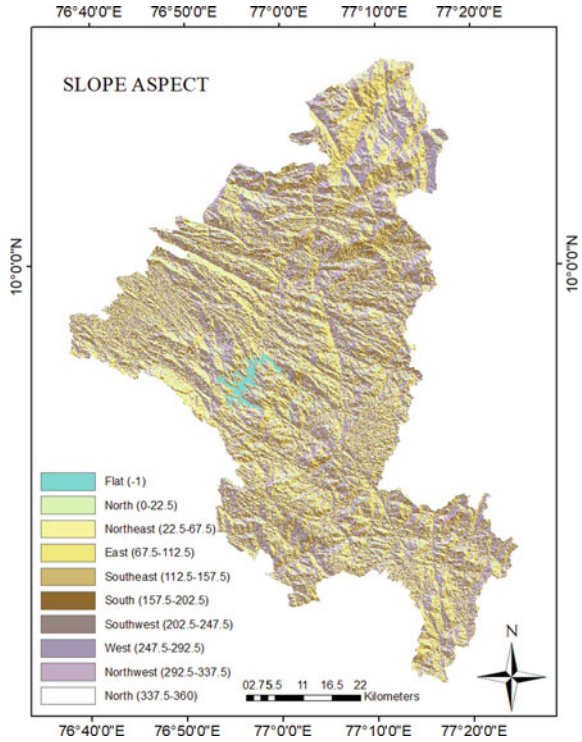 76°40'0"E 76°50'0"E 77°0'0"E 77°10'0"E 77°20'0"E
SLOPE ASPECT
10°0'0"N 10°0'0"N
Flat (-1)
North (0-22.5)
Northeast (22.5-67.5)
East (67.5-112.5)
Southeast (112.5-157.5)
South (157.5-202.5)
Southwest (202.5-247.5)
West (247.5-292.5)
Northwest (292.5-337.5)
North (337.5-360)
N
02.755.5 11 16.5 22
Kilometers
76°40'0"E 76°50'0"E 77°0'0"E 77°10'0"E 77°20'0"E